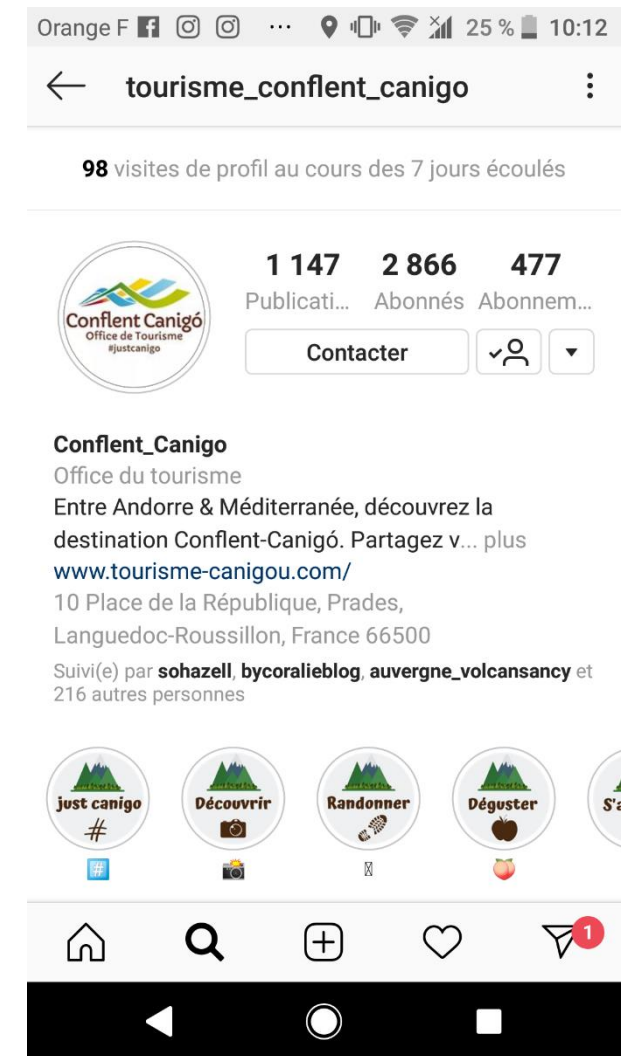 Orange F ... 25 % 10:12
tourisme_conflent_canigo
98 visites de profil au cours des 7 jours écoulés
Conflent Canigó
Office de Tourisme
#justcanigo
1 147 2 866 477
Publicati... Abonnés Abonnem...
Contacter
Conflent_Canigo
Office du tourisme
Entre Andorre & Méditerranée, découvrez la
destination Conflent-Canigó. Partagez v... plus
www.tourisme-canigou.com/
10 Place de la République, Prades,
Languedoc-Roussillon, France 66500
Suivi(e) par sohazell, bycoralieblog, auvergne_volcansancy et
216 autres personnes
just canigo Découvrir Randonner Déguster S'a
#
#️⃣ 📸 🍑
1